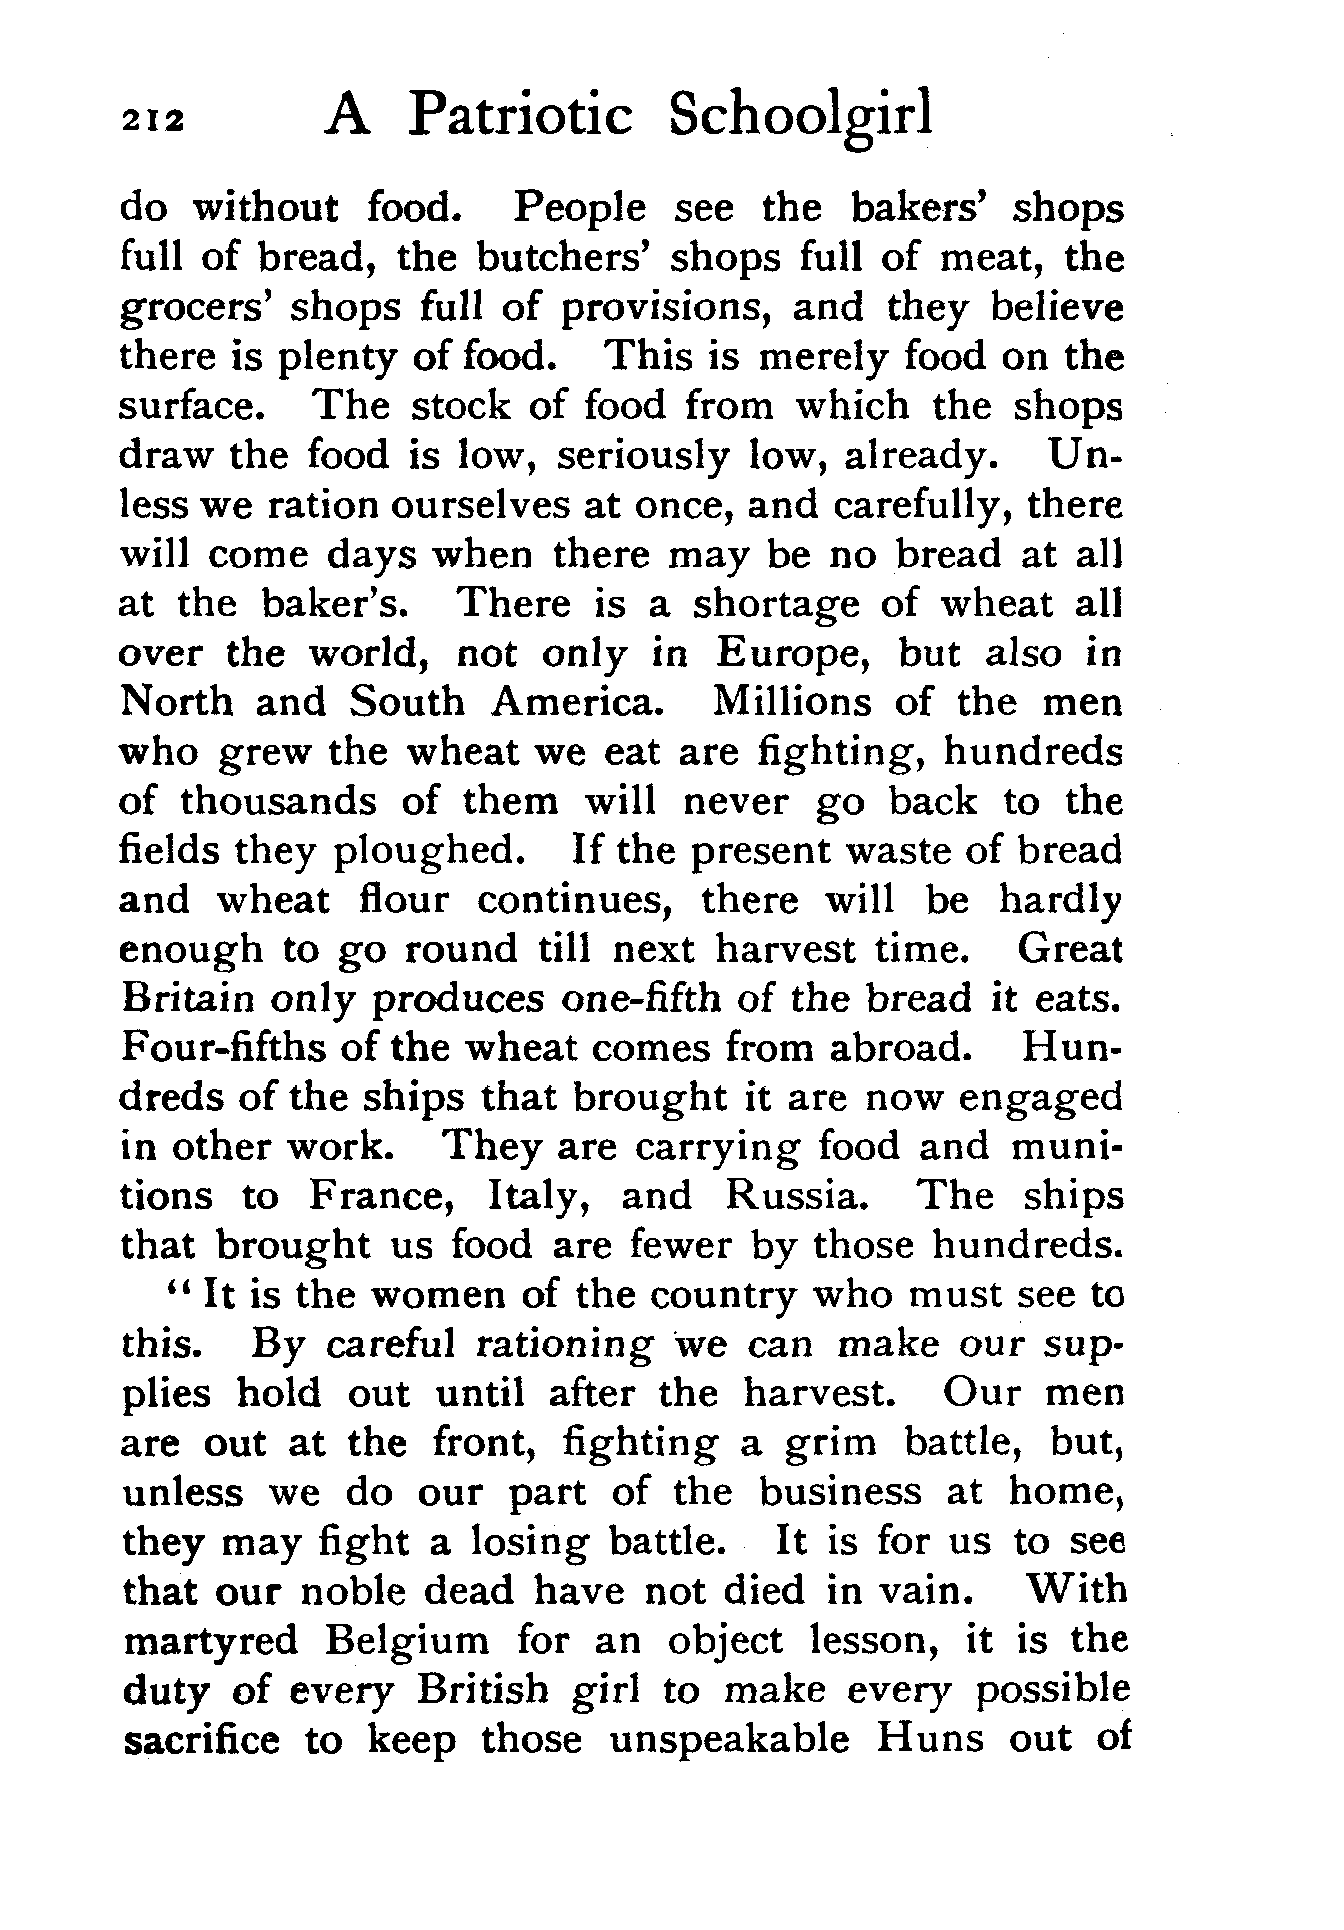 212 A Patriotic Schoolgirl
do without food. People see the bakers' shops
full of bread, the butchers' shops full of meat, the
grocers' shops full of provisions, and they believe
there is plenty of food. This is merely food on the
surface. The stock of food from which the shops
draw the food is low, seriously low, already. Un-
less we ration ourselves at once, and carefully, there
will come days when there may be no bread at all
at the baker's. There is a shortage of wheat all
over the world, not only in Europe, but also in
North and South America. Millions of the men
who grew the wheat we eat are fighting, hundreds
of thousands of them will never go back to the
fields they ploughed. If the present waste of bread
and wheat flour continues, there will be hardly
enough to go round till next harvest time. Great
Britain only produces one-fifth of the bread it eats.
Four-fifths of the wheat comes from abroad. Hun-
dreds of the ships that brought it are now engaged
in other work. They are carrying food and muni-
tions to France, Italy, and Russia. The ships
that brought us food are fewer by those hundreds.
“It is the women of the country who must see to
this. By careful rationing we can make our sup-
plies hold out until after the harvest. Our men
are out at the front, fighting a grim battle, but,
unless we do our part of the business at home,
they may fight a losing battle. It is for us to see
that our noble dead have not died in vain. With
martyred Belgium for an object lesson, it is the
duty of every British girl to make every possible
sacrifice to keep those unspeakable Huns out of